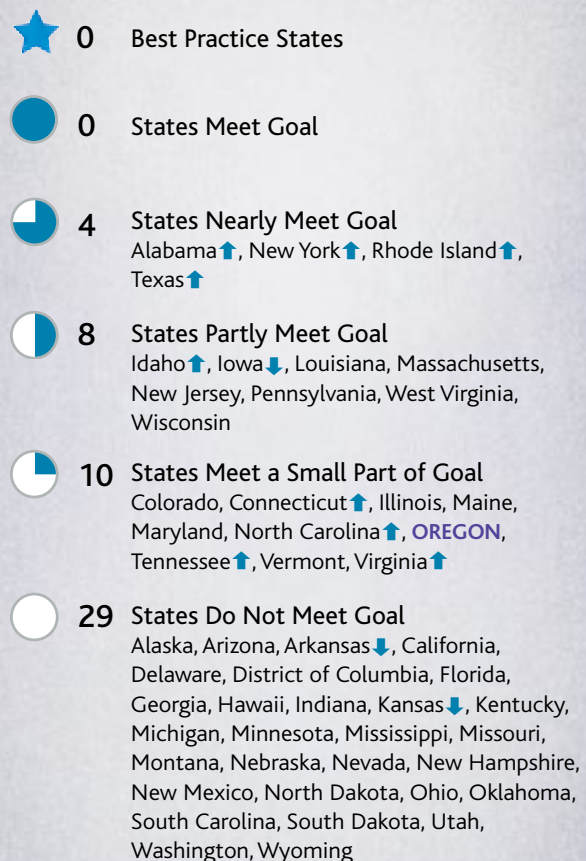 0 Best Practice States
0 States Meet Goal
4 States Nearly Meet Goal
Alabama⬆, New York⬆, Rhode Island⬆,
Texas⬆
8 States Partly Meet Goal
Idaho⬆, Iowa⬇, Louisiana, Massachusetts,
New Jersey, Pennsylvania, West Virginia,
Wisconsin
10 States Meet a Small Part of Goal
Colorado, Connecticut⬆, Illinois, Maine,
Maryland, North Carolina⬆, OREGON,
Tennessee⬆, Vermont, Virginia⬆
29 States Do Not Meet Goal
Alaska, Arizona, Arkansas⬇, California,
Delaware, District of Columbia, Florida,
Georgia, Hawaii, Indiana, Kansas⬇, Kentucky,
Michigan, Minnesota, Mississippi, Missouri,
Montana, Nebraska, Nevada, New Hampshire,
New Mexico, North Dakota, Ohio, Oklahoma,
South Carolina, South Dakota, Utah,
Washington, Wyoming